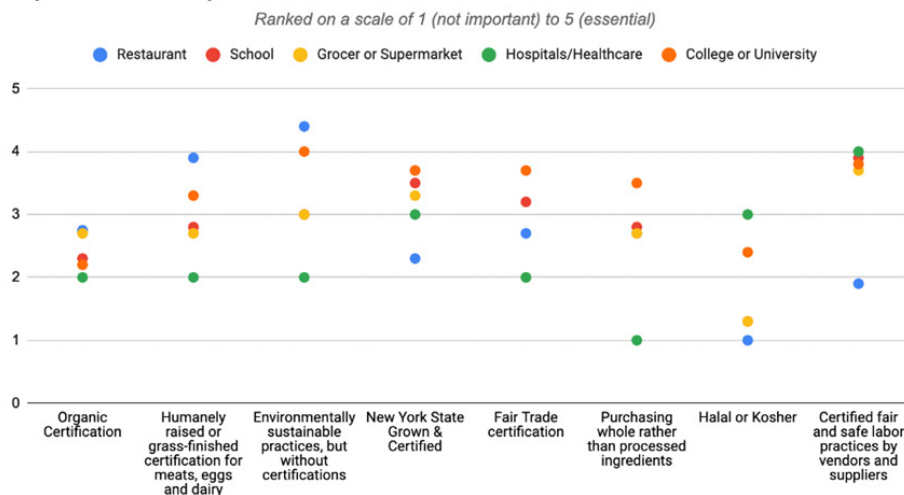 Ranked on a scale of 1 (not important) to 5 (essential)
Restaurant School Grocer or Supermarket Hospitals/Healthcare College or University
5
4
3
2
1
0
Organic
Certification
Humanely
raised or
grass-finished
certification for
meats, eggs
and dairy
Environmentally
sustainable
practices, but
without
certifications
New York State
Grown &
Certified
Fair Trade
certification
Purchasing
whole rather
than processed
ingredients
Halal or Kosher
Certified fair
and safe labor
practices by
vendors and
suppliers